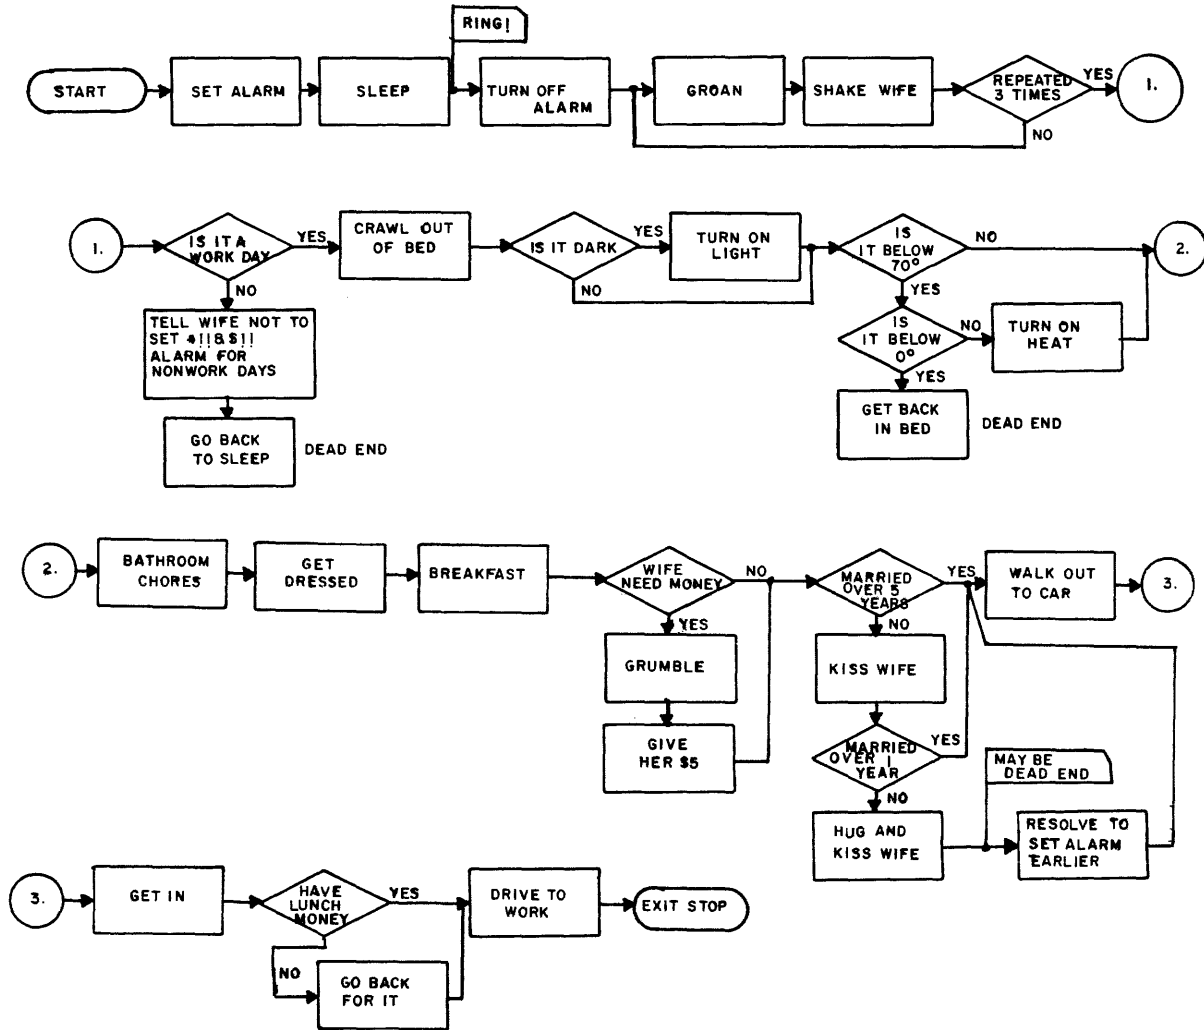 RING!
START
SET ALARM
SLEEP
TURN OFF
ALARM
GROAN
SHAKE WIFE
REPEATED
3 TIMES
YES
1.
NO
1.
IS IT A
WORK DAY
YES
CRAWL OUT
OF BED
IS IT DARK
YES
TURN ON
LIGHT
IS
IT BELOW
70°
NO
2.
NO
NO
YES
TELL WIFE NOT TO
SET *!!&$!!
ALARM FOR
NONWORK DAYS
IS
IT BELOW
0°
NO
TURN ON
HEAT
YES
GO BACK
TO SLEEP
DEAD END
GET BACK
IN BED
DEAD END
2.
BATHROOM
CHORES
GET
DRESSED
BREAKFAST
WIFE
NEED MONEY
NO
MARRIED
OVER 5
YEARS
YES
WALK OUT
TO CAR
3.
YES
NO
GRUMBLE
KISS WIFE
GIVE
HER $5
MARRIED
OVER 1
YEAR
YES
MAY BE
DEAD END
NO
HUG AND
KISS WIFE
RESOLVE TO
SET ALARM
EARLIER
3.
GET IN
HAVE
LUNCH
MONEY
YES
DRIVE TO
WORK
EXIT STOP
NO
GO BACK
FOR IT